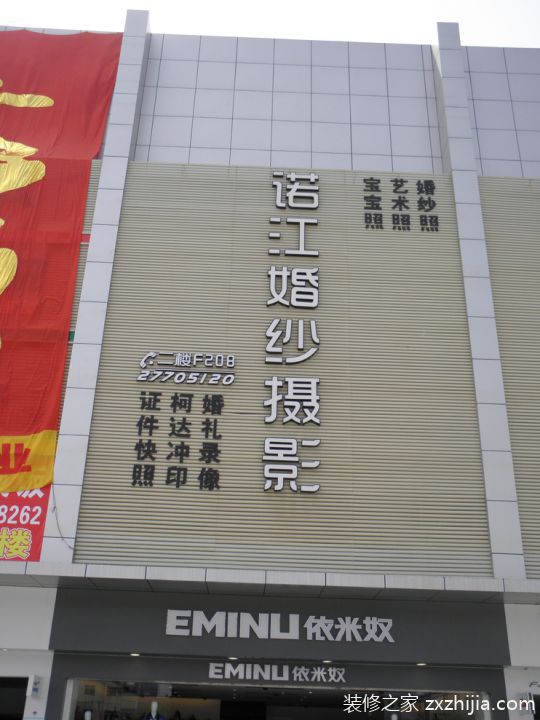 诺江婚纱摄影
婚纱照
艺术照
宝宝照
二楼F208
27705120
婚礼录像
柯达冲印
证件快照
业
8262
楼
EMINU依米奴
EMINU依米奴
装修之家 zxzhijia.com